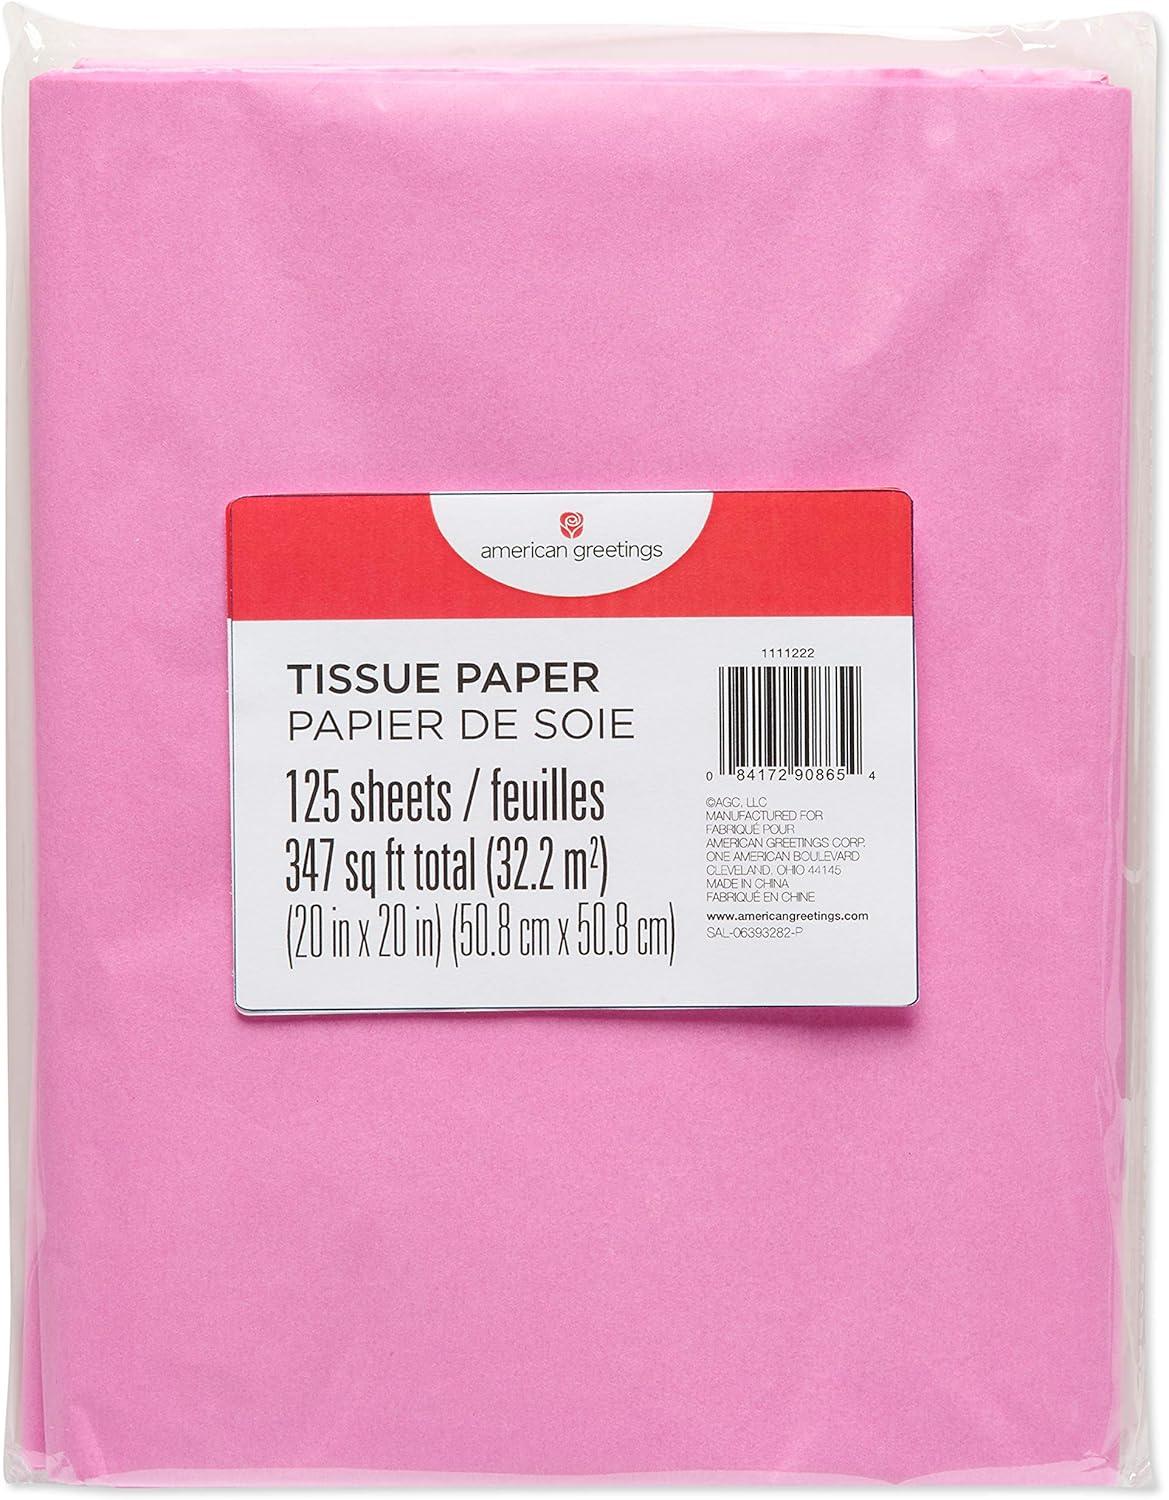 american greetings
TISSUE PAPER
PAPIER DE SOIE
125 sheets / feuilles
347 sq ft total (32.2 m²)
(20 in x 20 in) (50.8 cm x 50.8 cm)
1111222
0 84172 90865 4
©AGC, LLC
MANUFACTURED FOR
FABRIQUÉ POUR
AMERICAN GREETINGS CORP.
ONE AMERICAN BOULEVARD
CLEVELAND, OHIO 44145
MADE IN CHINA
FABRIQUÉ EN CHINE
www.americangreetings.com
SAL-06393282-P